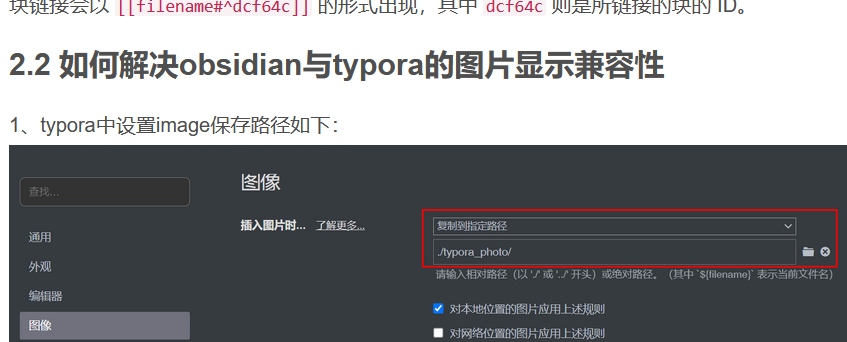 块链接会以 [[filename#^dcf64c]] 的形式出现，其中 dcf64c 则是所链接的块的 ID。
2.2 如何解决obsidian与typora的图片显示兼容性
1、typora中设置image保存路径如下：
图像
查找...
插入图片时... 了解更多... 复制到指定路径
通用
./typora_photo/
外观
请输入相对路径（以 './' 或 '../' 开头）或绝对路径。（其中 `${filename}` 表示当前文件名）
编辑器
对本地位置的图片应用上述规则
图像
对网络位置的图片应用上述规则